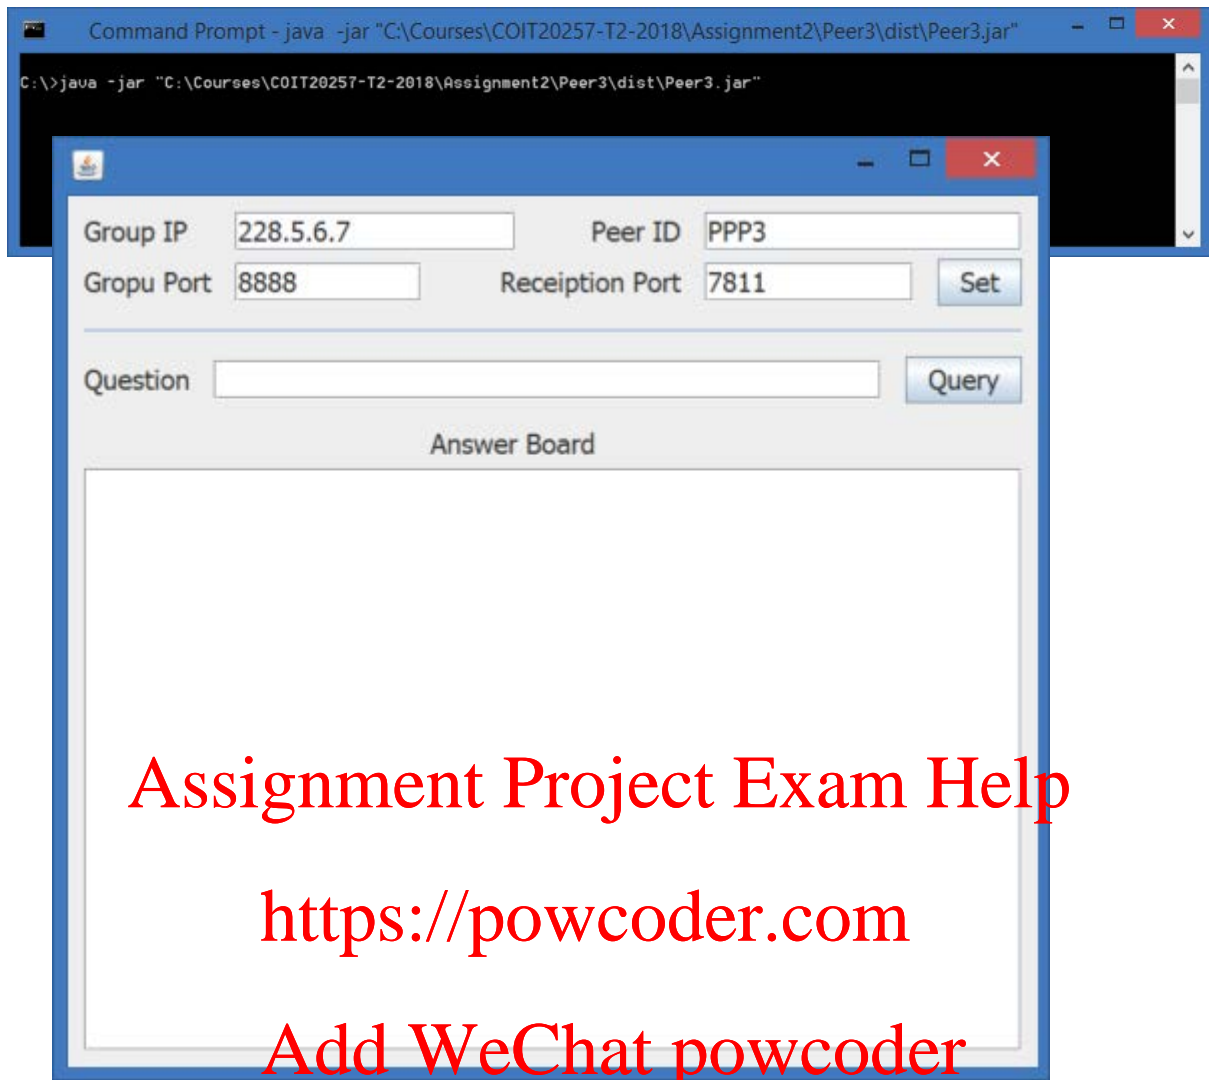 Command Prompt - java -jar "C:\Courses\COIT20257-T2-2018\Assignment2\Peer3\dist\Peer3.jar"
C:\>java -jar "C:\Courses\COIT20257-T2-2018\Assignment2\Peer3\dist\Peer3.jar"
Group IP 228.5.6.7 Peer ID PPP3
Gropu Port 8888 Receiption Port 7811 Set
Question Query
Answer Board
Assignment Project Exam Help
https://powcoder.com
Add WeChat powcoder